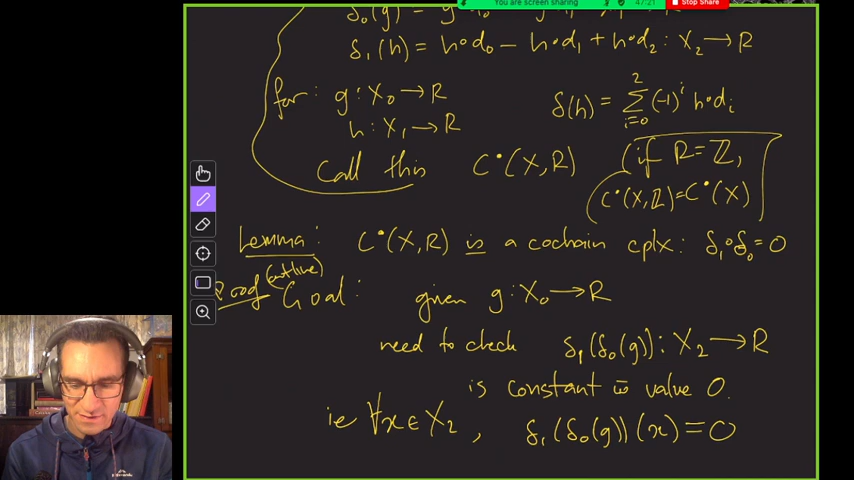 You are screen sharing 47:21 Stop Share
δ₁(h) = h∘d₀ − h∘d₁ + h∘d₂ : X₂ → R
for: g: X₀ → R
h: X₁ → R
δ(h) = Σ_{i=0}^{2} (−1)^i h∘d_i
Call this C•(X,R)
(if R = ℤ,
C•(X,ℤ) = C•(X)
Lemma: C•(X,R) is a cochain cplx: δ₁∘δ₀ = 0
Proof (outline) Goal: given g: X₀ → R
need to check δ₁(δ₀(g)): X₂ → R
is constant w̄ value 0.
ie ∀x ∈ X₂, δ₁(δ₀(g))(x) = 0